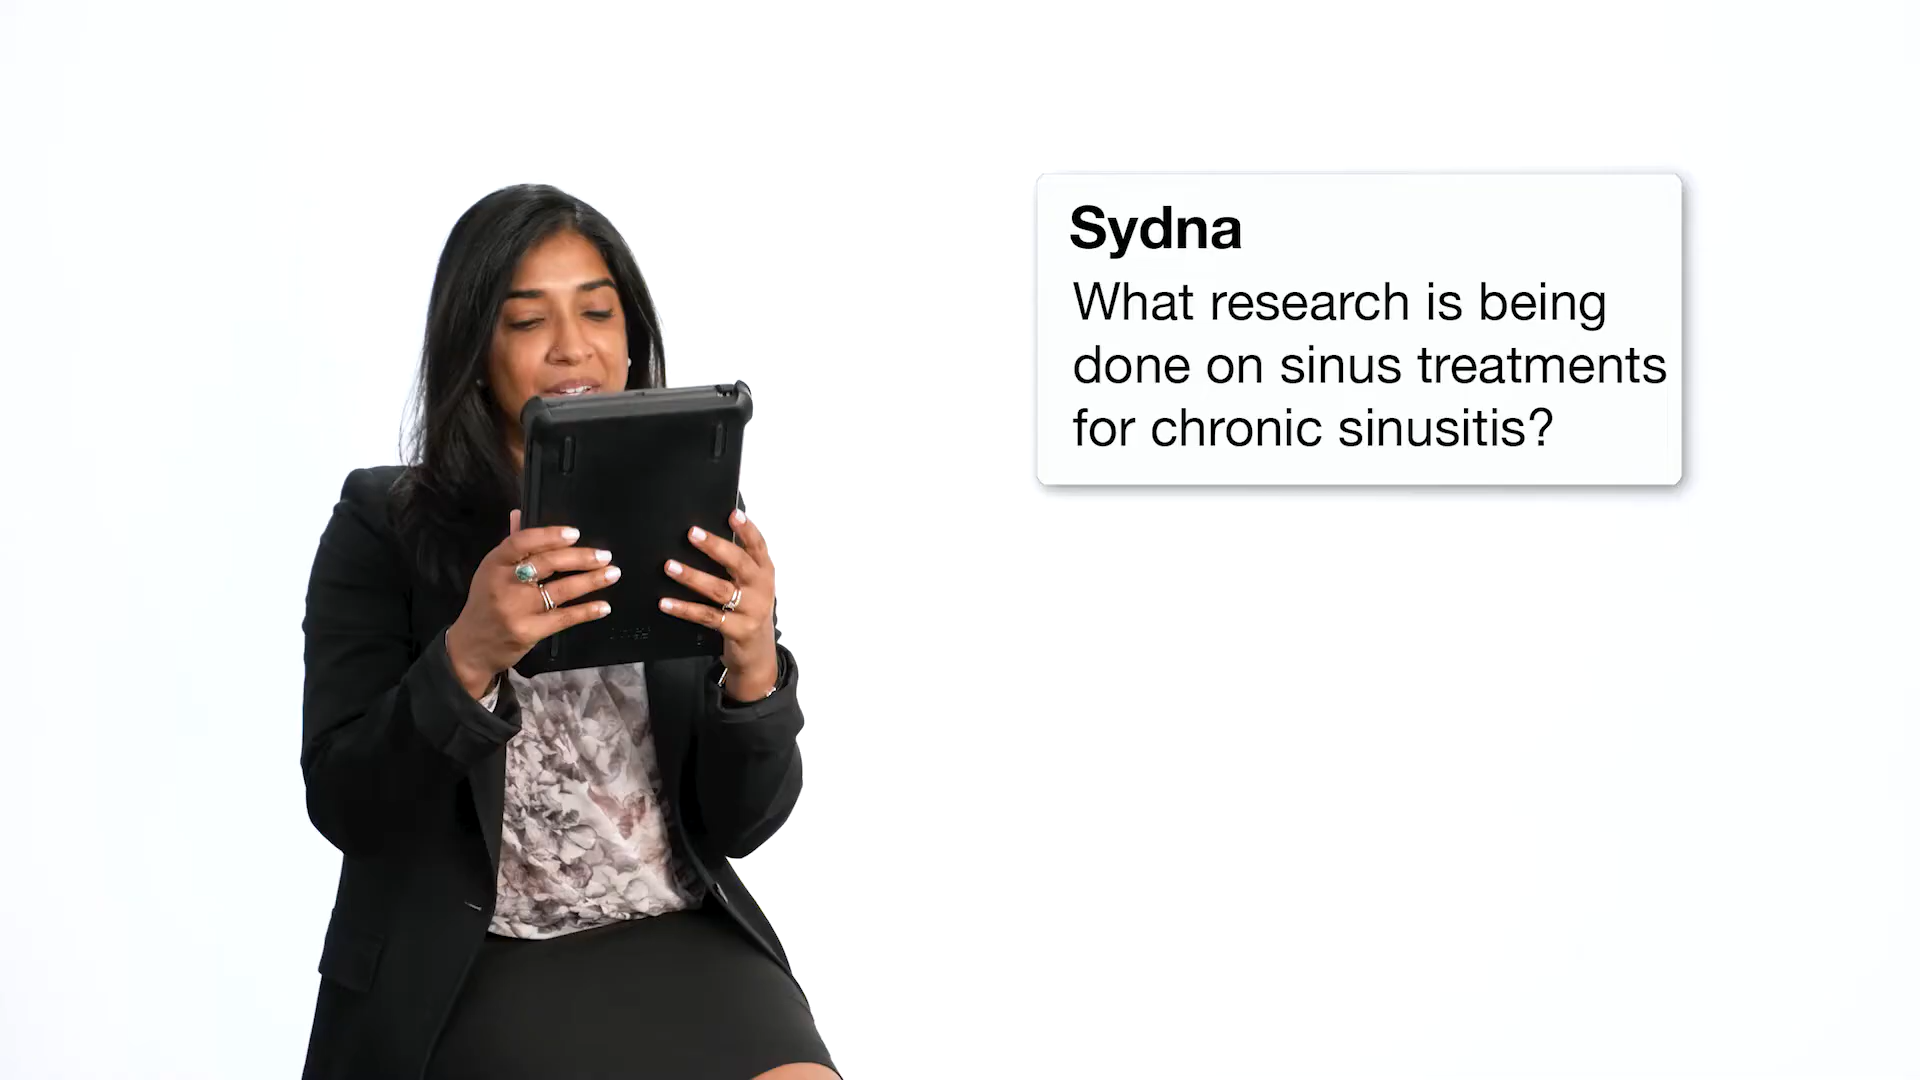 Sydna
What research is being
done on sinus treatments
for chronic sinusitis?